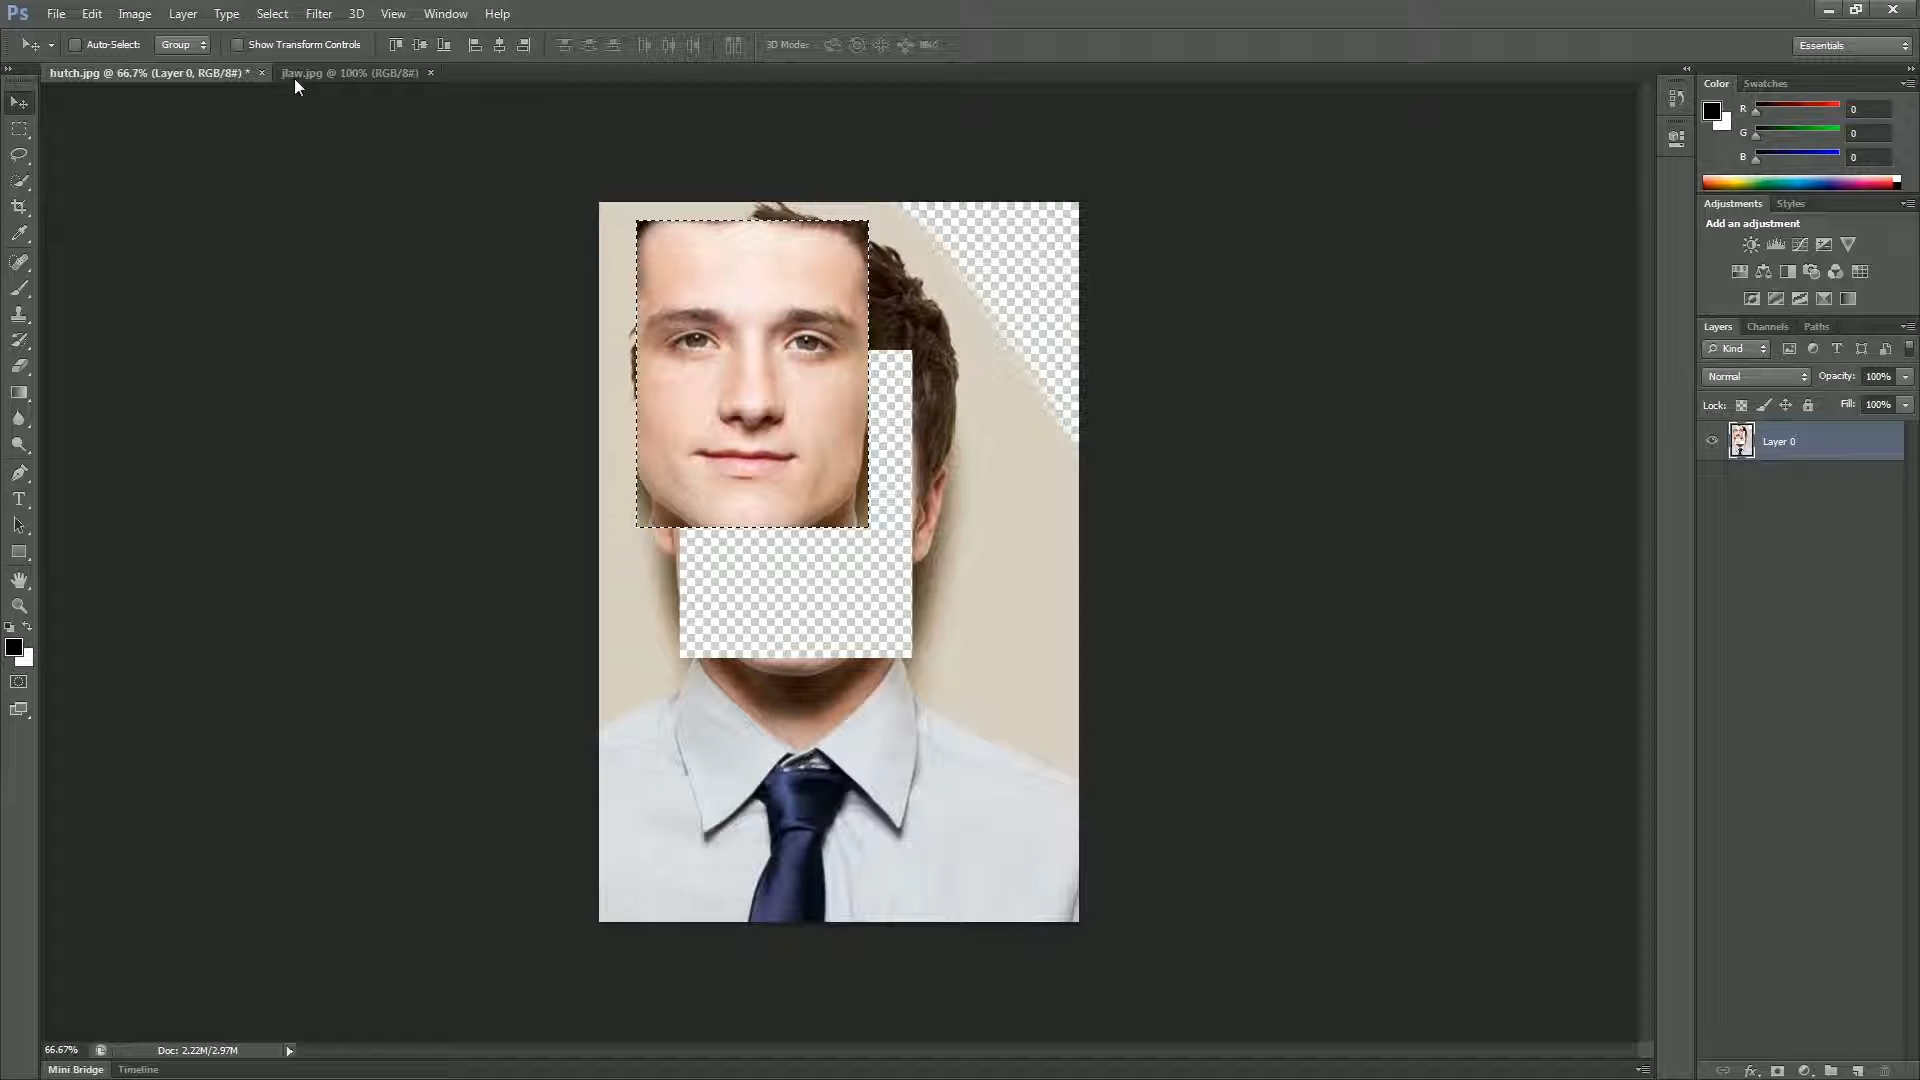 Ps File Edit Image Layer Type Select Filter 3D View Window Help
Auto-Select: Group Show Transform Controls 3D Mode: Essentials
hutch.jpg @ 66.7% (Layer 0, RGB/8#) * × jlaw.jpg @ 100% (RGB/8#) ×
Color Swatches
R 0
G 0
B 0
Adjustments Styles
Add an adjustment
Layers Channels Paths
Kind
Normal Opacity: 100%
Lock: Fill: 100%
Layer 0
66.67% Doc: 2.22M/2.97M
Mini Bridge Timeline